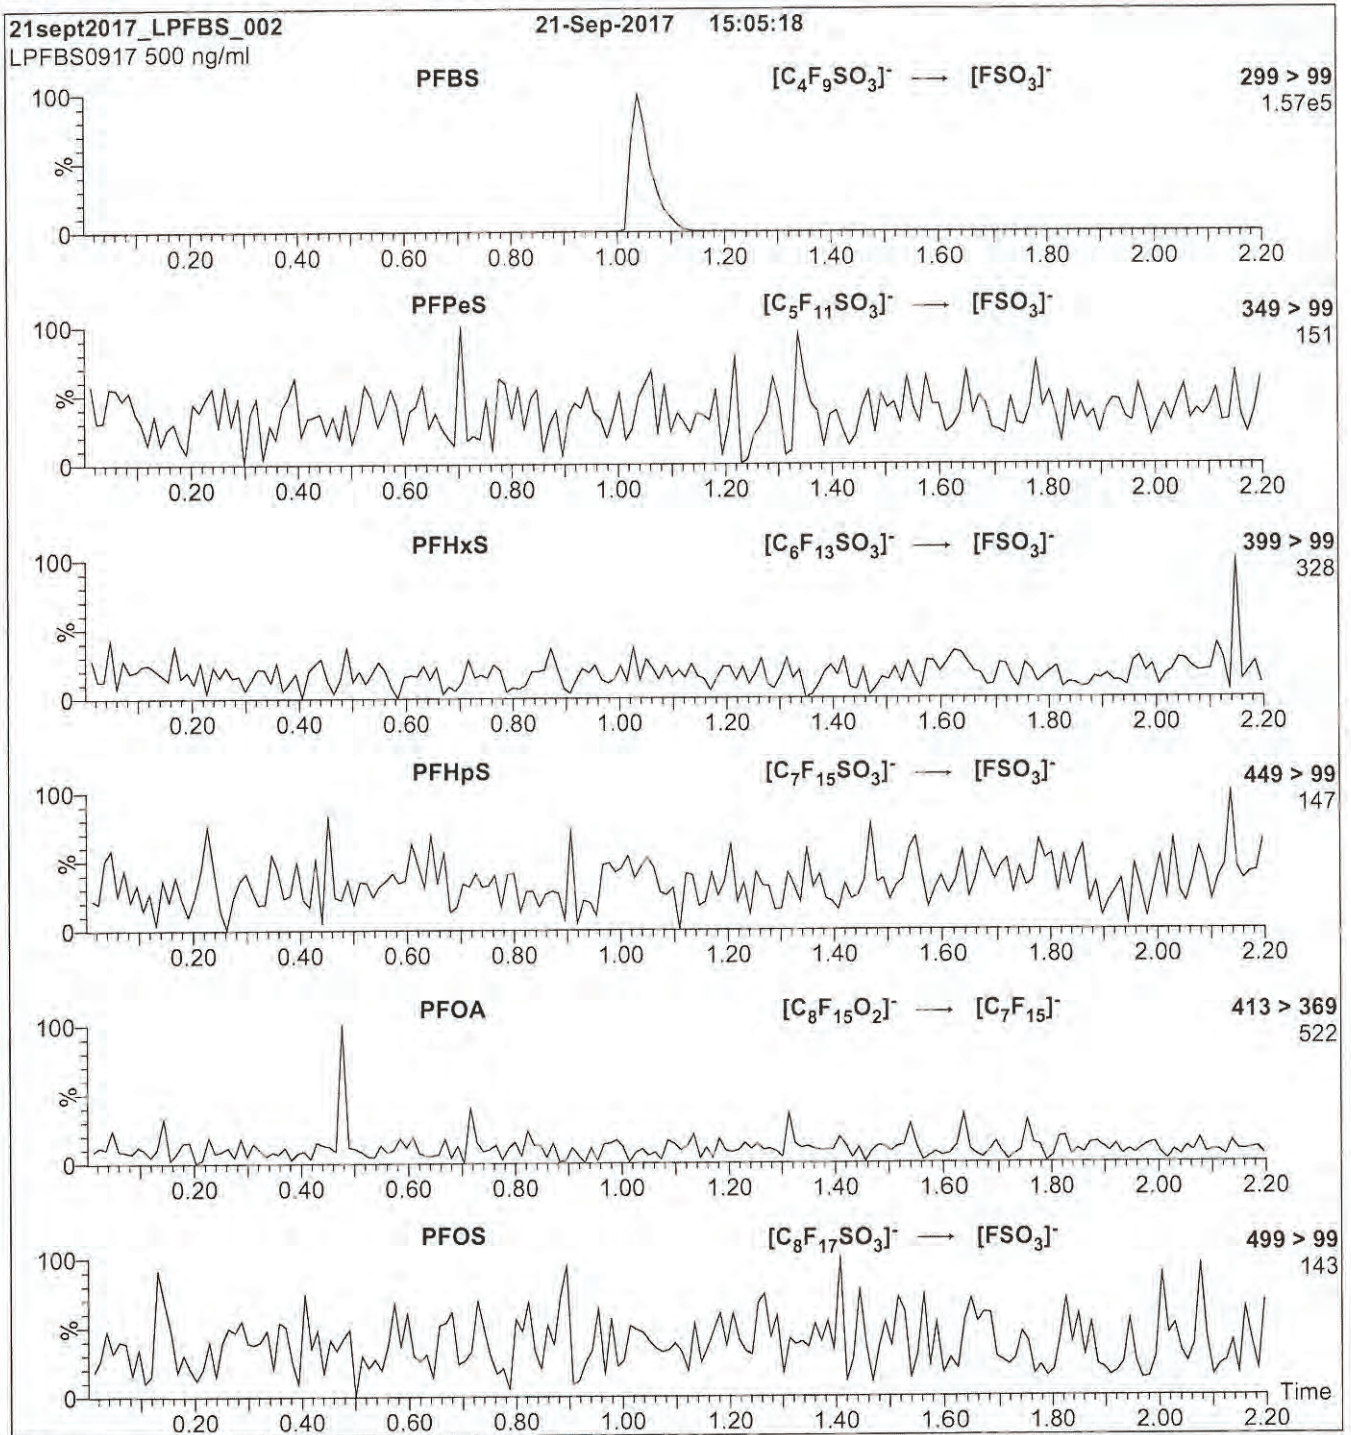 21sept2017_LPFBS_002 21-Sep-2017 15:05:18
LPFBS0917 500 ng/ml
PFBS [C₄F₉SO₃]⁻ ⟶ [FSO₃]⁻ 299 > 99
1.57e5
100
%
0
0.20 0.40 0.60 0.80 1.00 1.20 1.40 1.60 1.80 2.00 2.20
PFPeS [C₅F₁₁SO₃]⁻ ⟶ [FSO₃]⁻ 349 > 99
151
100
%
0
0.20 0.40 0.60 0.80 1.00 1.20 1.40 1.60 1.80 2.00 2.20
PFHxS [C₆F₁₃SO₃]⁻ ⟶ [FSO₃]⁻ 399 > 99
328
100
%
0
0.20 0.40 0.60 0.80 1.00 1.20 1.40 1.60 1.80 2.00 2.20
PFHpS [C₇F₁₅SO₃]⁻ ⟶ [FSO₃]⁻ 449 > 99
147
100
%
0
0.20 0.40 0.60 0.80 1.00 1.20 1.40 1.60 1.80 2.00 2.20
PFOA [C₈F₁₅O₂]⁻ ⟶ [C₇F₁₅]⁻ 413 > 369
522
100
%
0
0.20 0.40 0.60 0.80 1.00 1.20 1.40 1.60 1.80 2.00 2.20
PFOS [C₈F₁₇SO₃]⁻ ⟶ [FSO₃]⁻ 499 > 99
143
100
%
0
Time
0.20 0.40 0.60 0.80 1.00 1.20 1.40 1.60 1.80 2.00 2.20